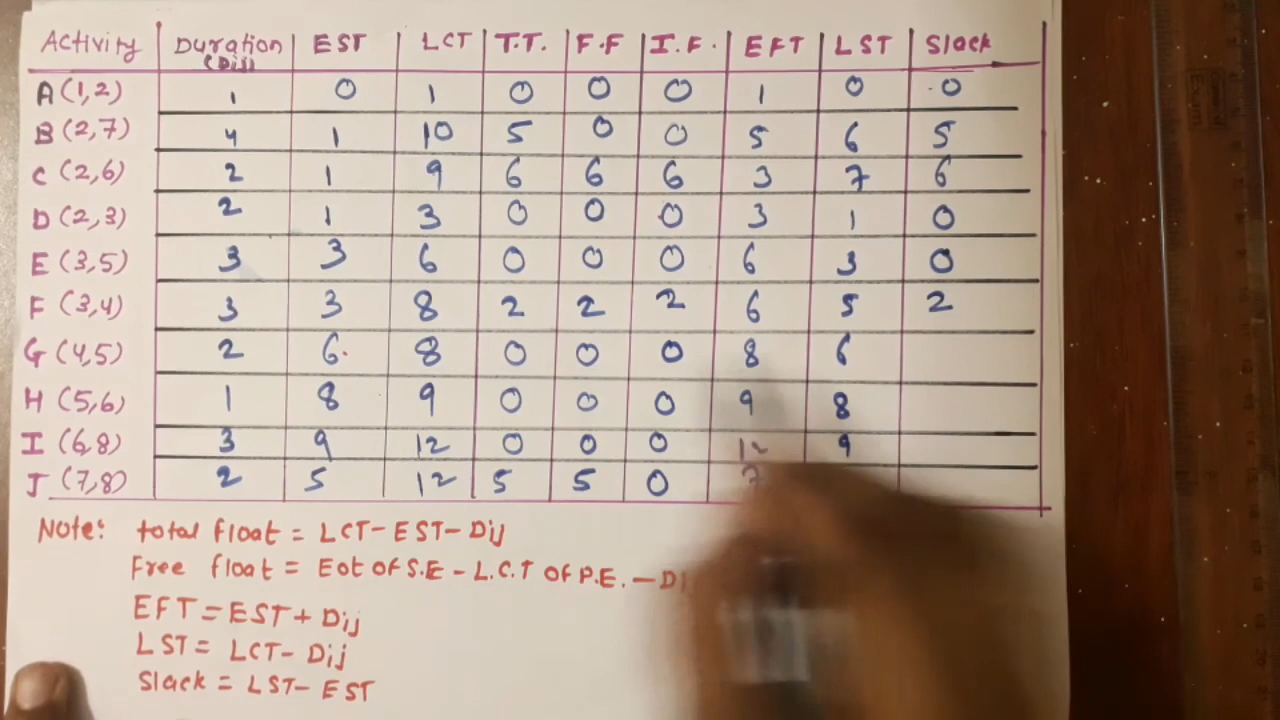 Activity Duration (Dij) EST LCT T.T. F.F I.F. EFT LST Slack
A (1,2) 1 0 1 0 0 0 1 0 0
B (2,7) 4 1 10 5 0 0 5 6 5
C (2,6) 2 1 9 6 6 6 3 7 6
D (2,3) 2 1 3 0 0 0 3 1 0
E (3,5) 3 3 6 0 0 0 6 3 0
F (3,4) 3 3 8 2 2 2 6 5 2
G (4,5) 2 6 8 0 0 0 8 6
H (5,6) 1 8 9 0 0 0 9 8
I (6,8) 3 9 12 0 0 0 12 9
J (7,8) 2 5 12 5 5 0 7
Note: total float = LCT - EST - Dij
Free float = Eot of S.E - L.C.T of P.E. - Di
EFT = EST + Dij
LST = LCT - Dij
Slack = LST - EST